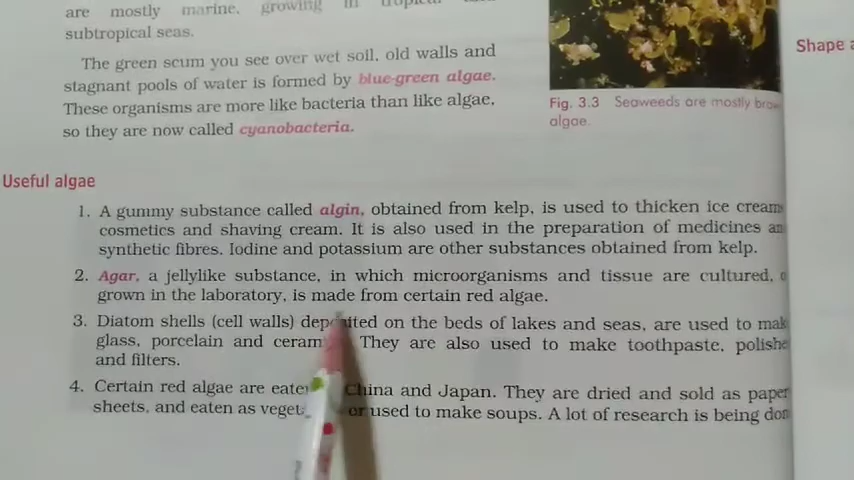 are mostly marine, growing in tropical
subtropical seas.
The green scum you see over wet soil, old walls and
stagnant pools of water is formed by blue-green algae.
These organisms are more like bacteria than like algae,
so they are now called cyanobacteria.
Fig. 3.3 Seaweeds are mostly brow
algae.
Shape a
Useful algae
1. A gummy substance called algin, obtained from kelp, is used to thicken ice cream
cosmetics and shaving cream. It is also used in the preparation of medicines an
synthetic fibres. Iodine and potassium are other substances obtained from kelp.
2. Agar, a jellylike substance, in which microorganisms and tissue are cultured, o
grown in the laboratory, is made from certain red algae.
3. Diatom shells (cell walls) deposited on the beds of lakes and seas, are used to mak
glass, porcelain and ceram They are also used to make toothpaste, polishe
and filters.
4. Certain red algae are eate China and Japan. They are dried and sold as paper
sheets, and eaten as veget or used to make soups. A lot of research is being don